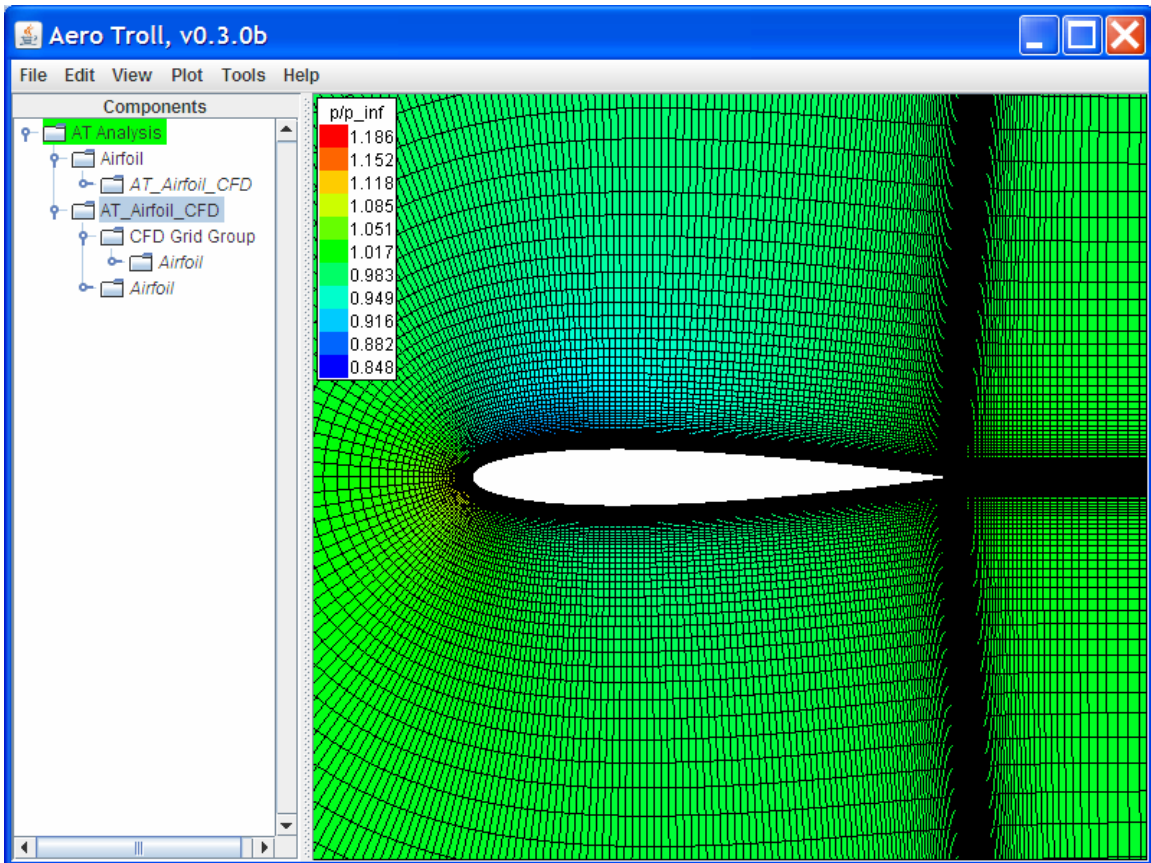 Aero Troll, v0.3.0b
File Edit View Plot Tools Help
Components
AT Analysis
Airfoil
AT_Airfoil_CFD
AT_Airfoil_CFD
CFD Grid Group
Airfoil
Airfoil
p/p_inf
1.186
1.152
1.118
1.085
1.051
1.017
0.983
0.949
0.916
0.882
0.848